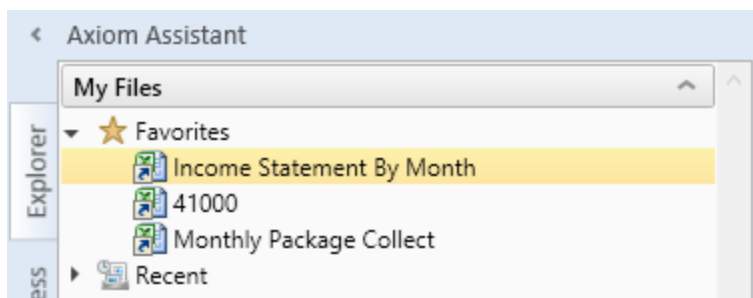 Axiom Assistant
My Files
Explorer
Favorites
Income Statement By Month
41000
Monthly Package Collect
Recent